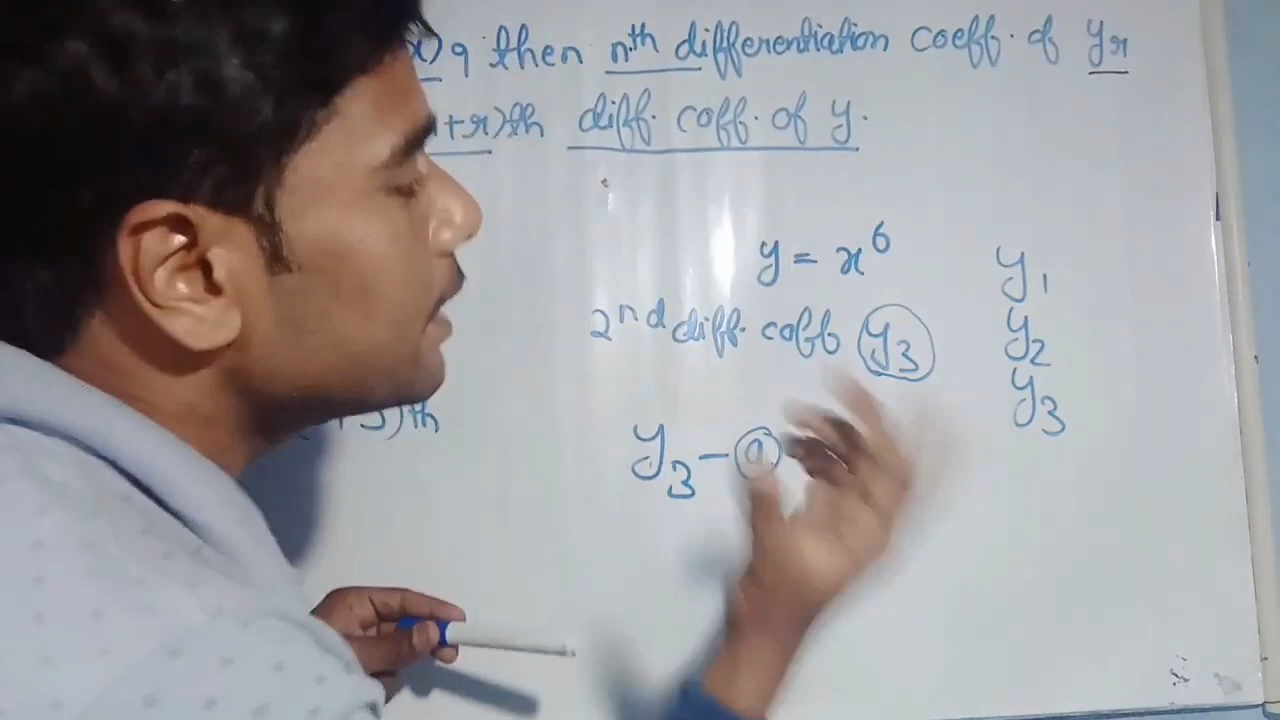 x) , then nth differentiation coeff. of yr
+r)th diff. coff. of y.
y = x⁶
y₁
2nd diff. coff y₃
y₂
y₃
+3)th
y₃ -